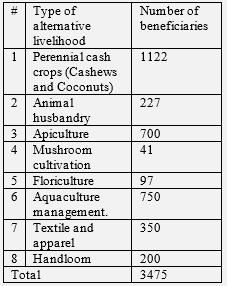 # Type of alternative livelihood Number of beneficiaries
1 Perennial cash crops (Cashews and Coconuts) 1122
2 Animal husbandry 227
3 Apiculture 700
4 Mushroom cultivation 41
5 Floriculture 97
6 Aquaculture management. 750
7 Textile and apparel 350
8 Handloom 200
Total 3475